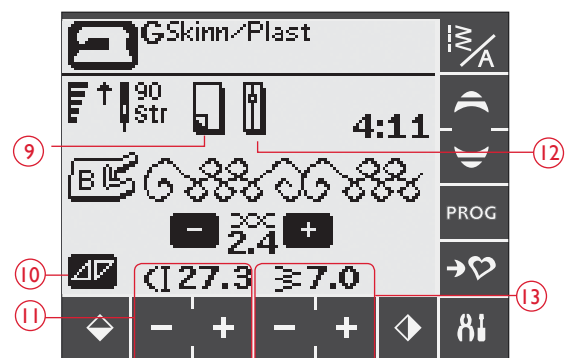 GSkinn/Plast
A
90
Str
4:11
9
12
B
PROG
- 2.4 +
10
27.3 7.0
11
13
- + - +